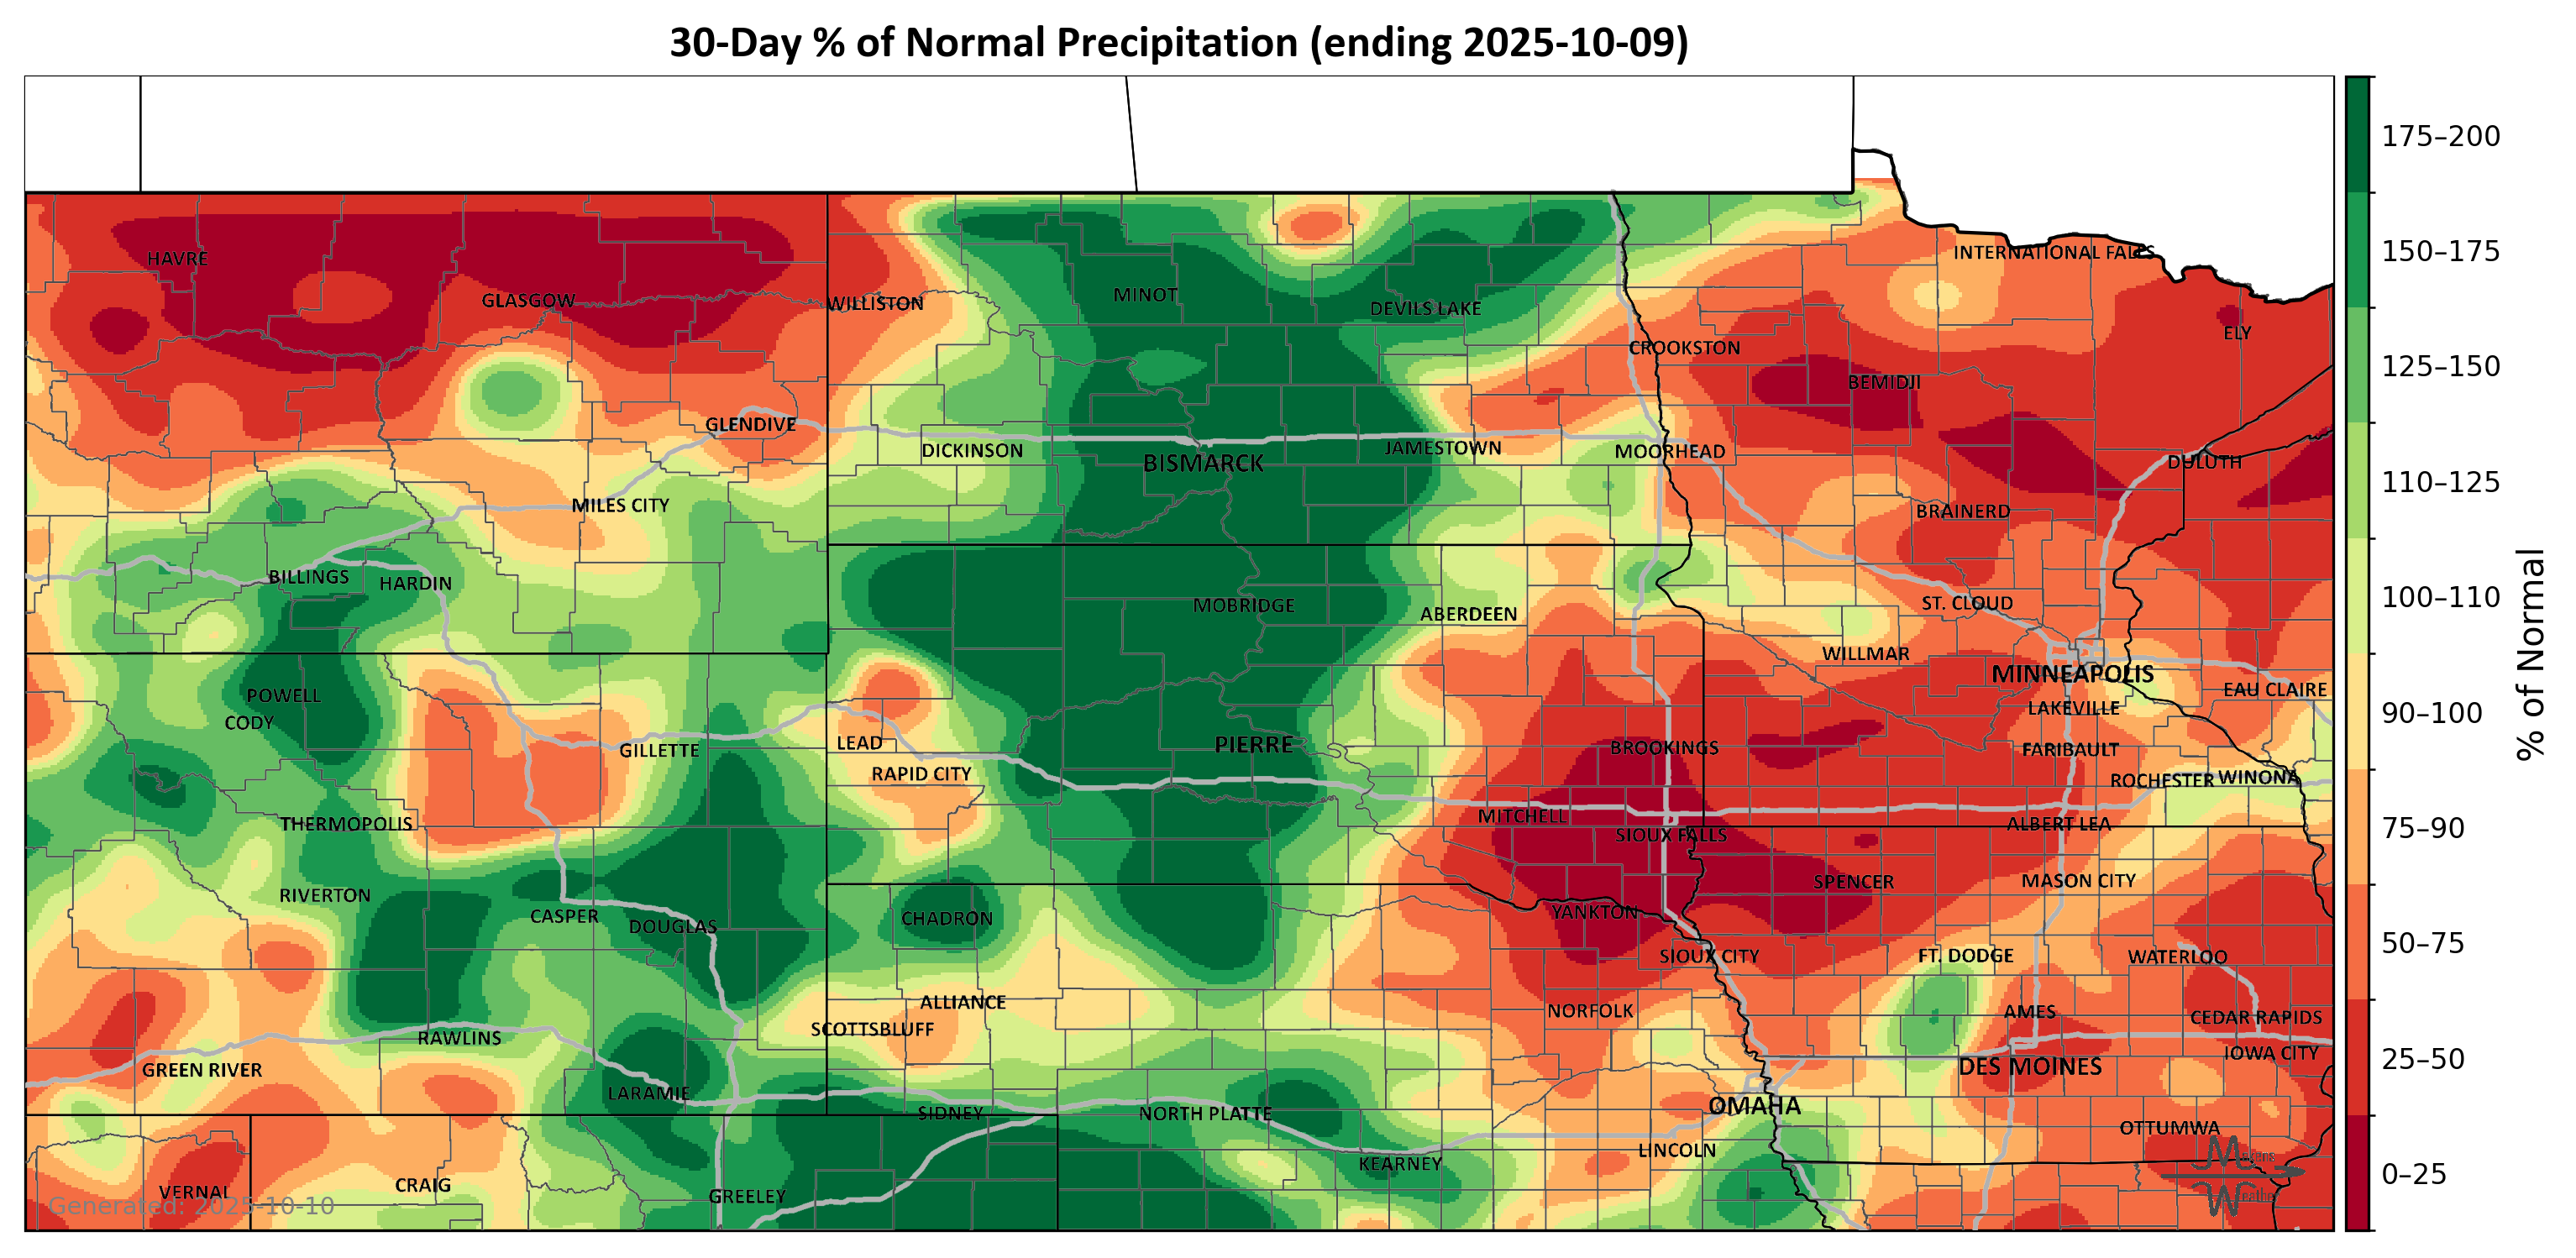 30-Day % of Normal Precipitation (ending 2025-10-09)
175–200
150–175
125–150
110–125
100–110
90–100
75–90
50–75
25–50
0–25
% of Normal
INTERNATIONAL FALLS
HAVRE
GLASGOW
WILLISTON
MINOT
DEVILS LAKE
ELY
CROOKSTON
BEMIDJI
GLENDIVE
DICKINSON
BISMARCK
JAMESTOWN
MOORHEAD
DULUTH
MILES CITY
BRAINERD
BILLINGS
HARDIN
MOBRIDGE
ABERDEEN
ST. CLOUD
WILLMAR
MINNEAPOLIS
EAU CLAIRE
POWELL
CODY
LAKEVILLE
GILLETTE
LEAD
PIERRE
BROOKINGS
FARIBAULT
RAPID CITY
ROCHESTER
WINONA
THERMOPOLIS
MITCHELL
SIOUX FALLS
ALBERT LEA
RIVERTON
CASPER
DOUGLAS
CHADRON
YANKTON
SPENCER
MASON CITY
SIOUX CITY
FT. DODGE
WATERLOO
ALLIANCE
SCOTTSBLUFF
NORFOLK
AMES
CEDAR RAPIDS
RAWLINS
IOWA CITY
GREEN RIVER
DES MOINES
LARAMIE
SIDNEY
NORTH PLATTE
OMAHA
OTTUMWA
LINCOLN
KEARNEY
VERNAL
CRAIG
GREELEY
Generated: 2025-10-10
Weather